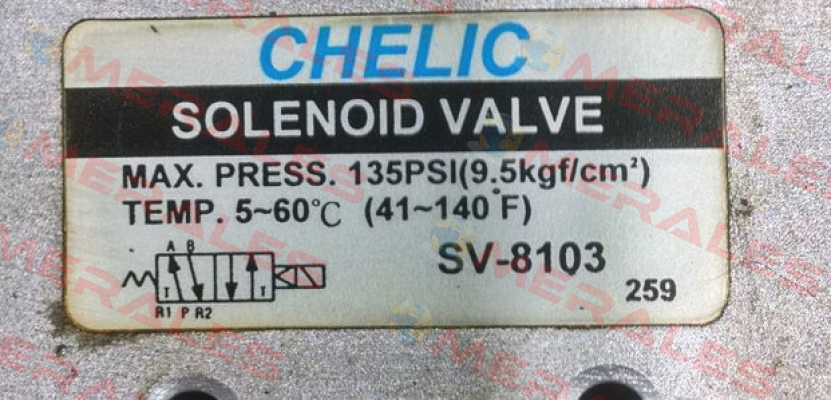 CHELIC
SOLENOID VALVE
MAX. PRESS. 135PSI(9.5kgf/cm²)
TEMP. 5~60℃ (41~140°F)
A B
T T
R1 P R2
SV-8103
259
MERALES